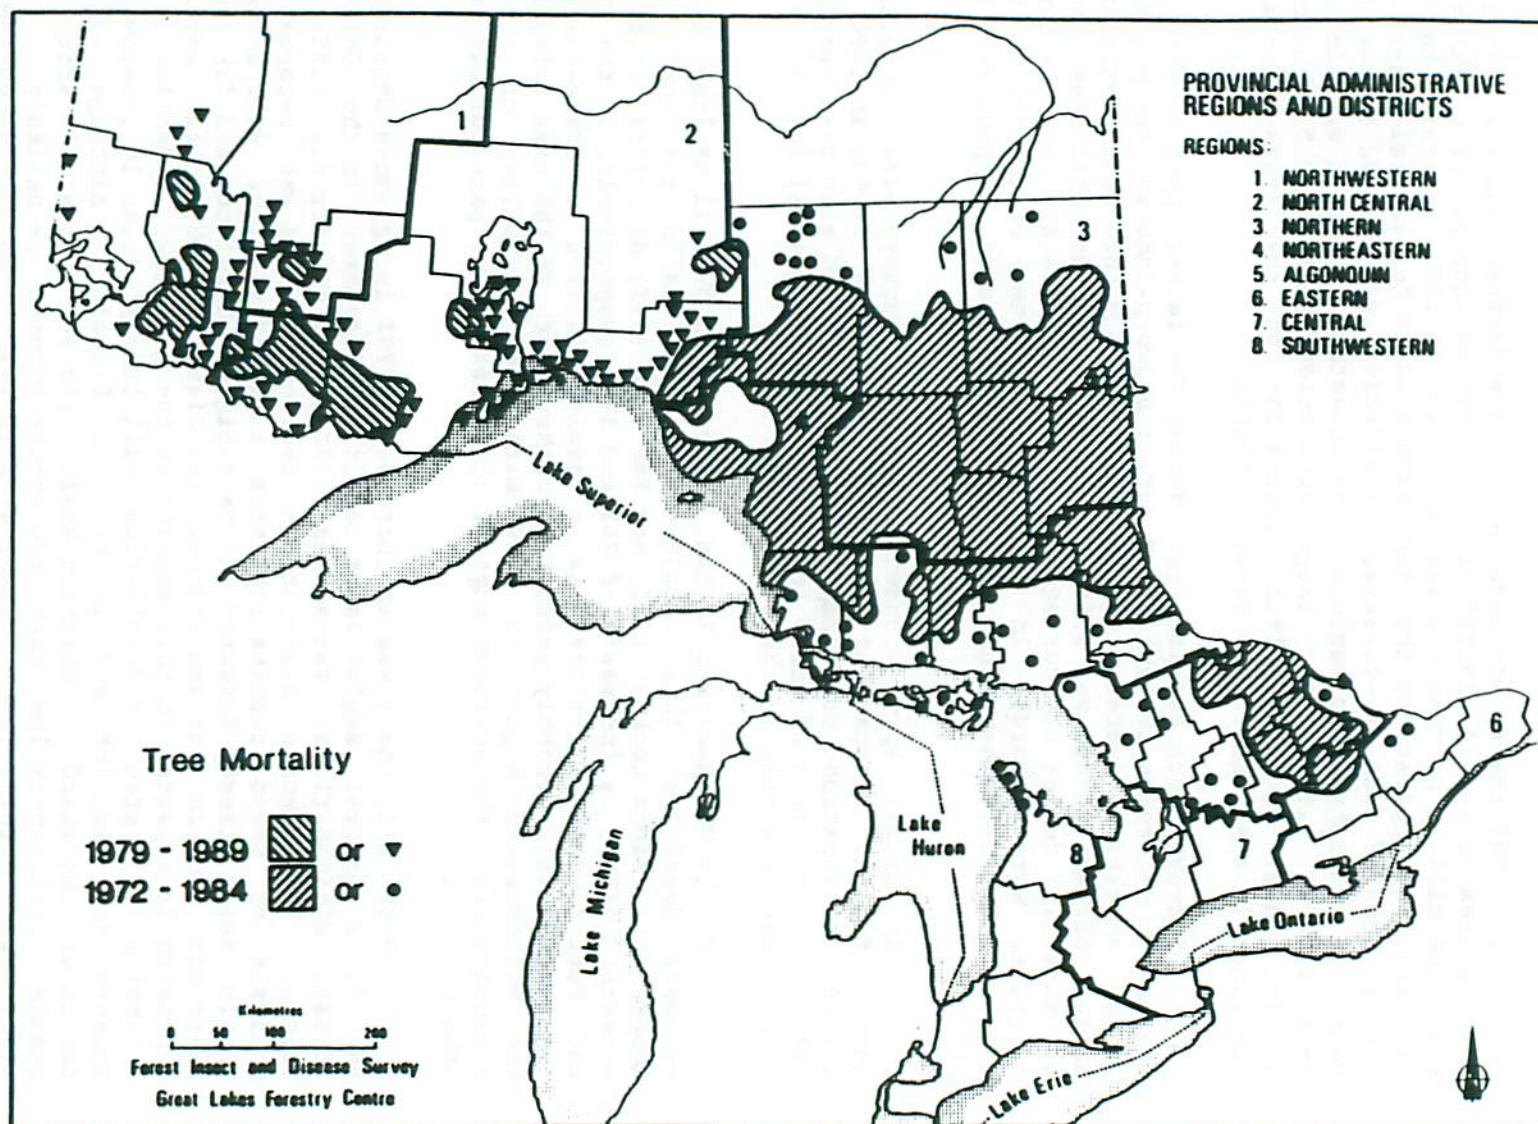 PROVINCIAL ADMINISTRATIVE
REGIONS AND DISTRICTS
REGIONS:
1. NORTHWESTERN
2. NORTH CENTRAL
3. NORTHERN
4. NORTHEASTERN
5. ALGONQUIN
6. EASTERN
7. CENTRAL
8. SOUTHWESTERN
1
2
3
6
7
8
Lake Superior
Lake Michigan
Lake
Huron
Lake Ontario
Lake Erie
Tree Mortality
1979 - 1989 or
1972 - 1984 or
Kilometres
0 50 100 200
Forest Insect and Disease Survey
Great Lakes Forestry Centre